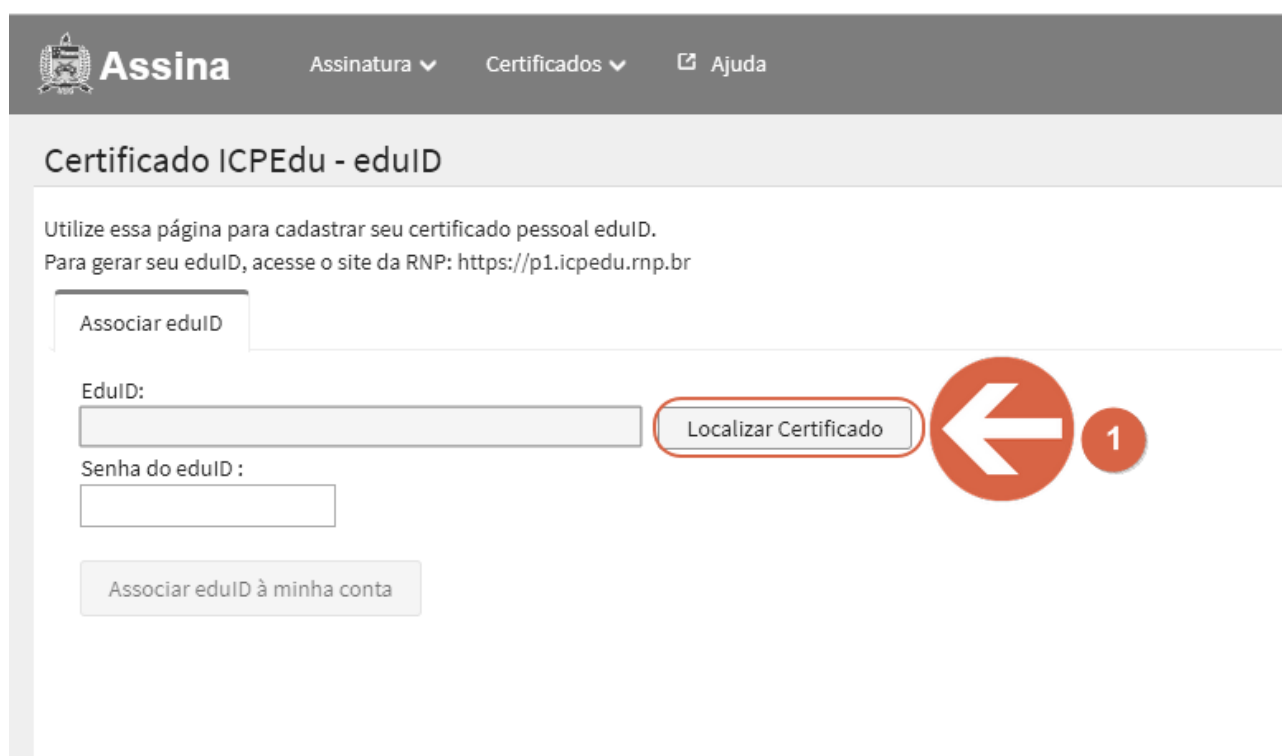 Assina
Assinatura
Certificados
Ajuda
Certificado ICPEdu - eduID
Utilize essa página para cadastrar seu certificado pessoal eduID.
Para gerar seu eduID, acesse o site da RNP: https://p1.icpedu.rnp.br
Associar eduID
EduID:
Localizar Certificado
1
Senha do eduID :
Associar eduID à minha conta